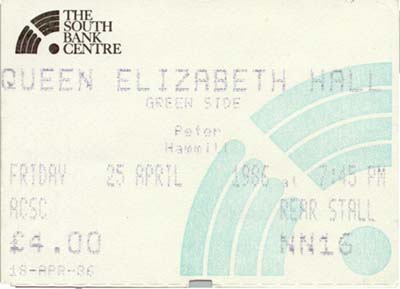 THE
SOUTH
BANK
CENTRE
QUEEN ELIZABETH HALL
GREEN SIDE
Peter
Hammill
FRIDAY 25 APRIL 1986 at 7:45 PM
ACSC REAR STALL
£4.00 NN16
18-APR-86